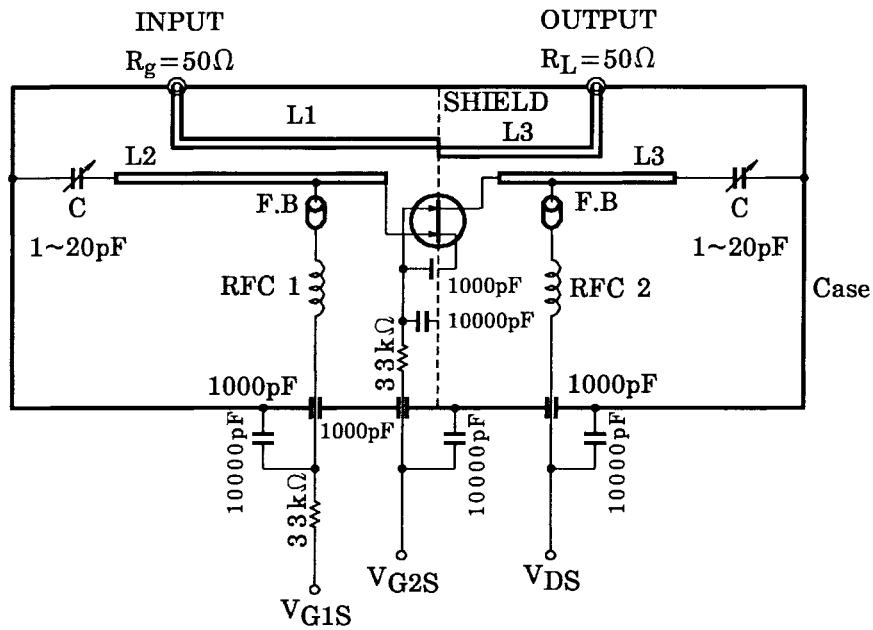 INPUT
OUTPUT
Rg=50Ω
RL=50Ω
SHIELD
L1
L3
L2
L3
C
F.B
F.B
C
1~20pF
1~20pF
RFC 1
1000pF
RFC 2
Case
10000pF
33kΩ
1000pF
1000pF
1000pF
10000pF
10000pF
10000pF
33kΩ
VG2S
VDS
VG1S